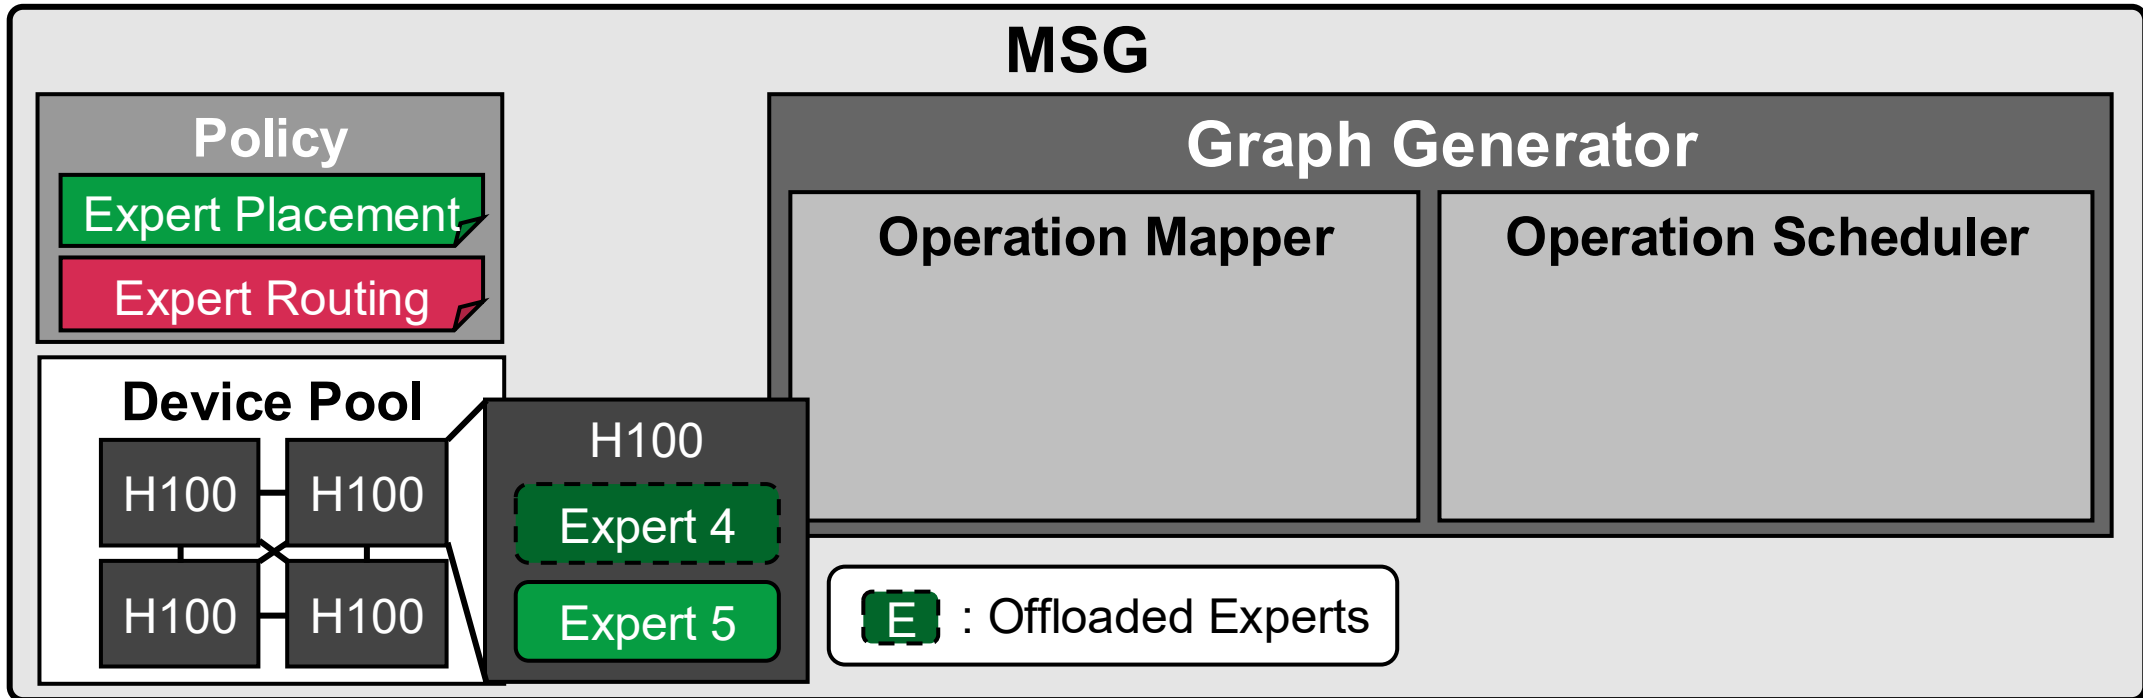 MSG
Policy
Expert Placement
Expert Routing
Device Pool
H100
H100
H100
H100
H100
Expert 4
Expert 5
Graph Generator
Operation Mapper
Operation Scheduler
E : Offloaded Experts